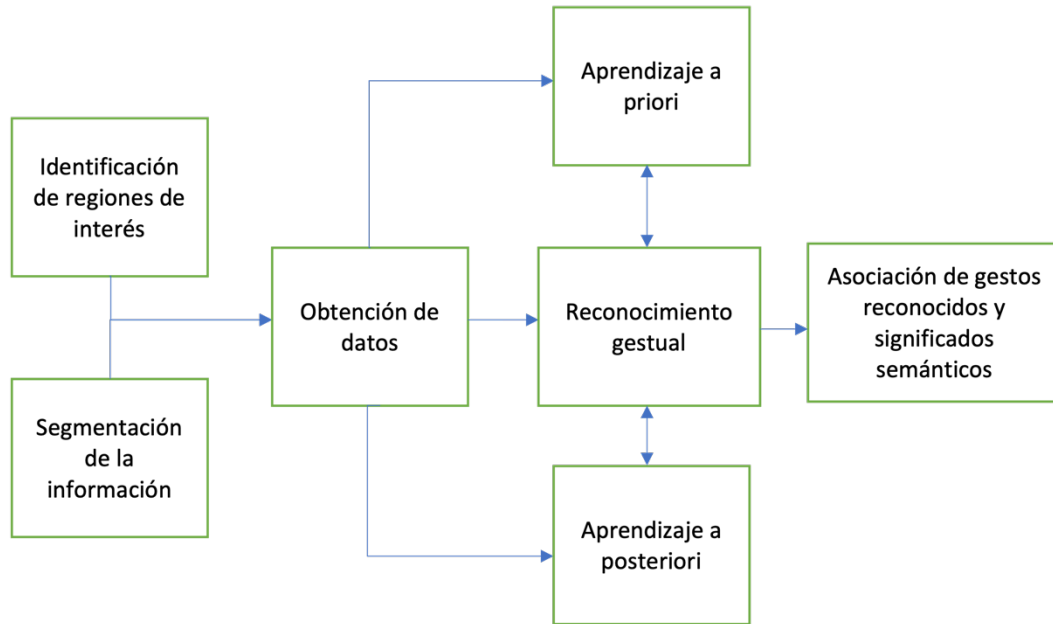 Identificación
de regiones de
interés
Segmentación
de la
información
Obtención de
datos
Aprendizaje a
priori
Reconocimiento
gestual
Aprendizaje a
posteriori
Asociación de gestos
reconocidos y
significados
semánticos